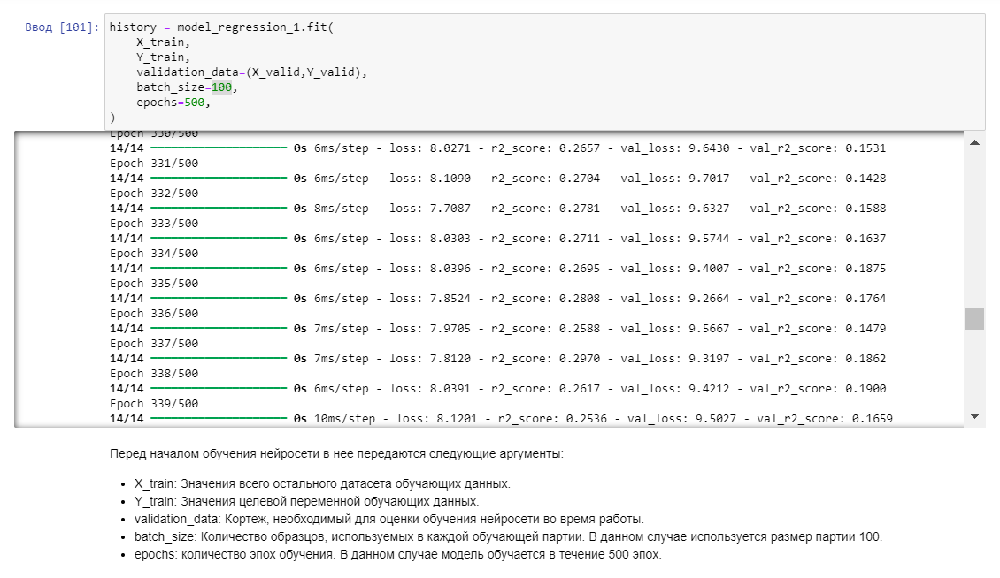 Ввод [101]: history = model_regression_1.fit(
X_train,
Y_train,
validation_data=(X_valid,Y_valid),
batch_size=100,
epochs=500,
)
Epoch 330/500
14/14 ━━━━━━━━━━━━━━━━━━━━ 0s 6ms/step - loss: 8.0271 - r2_score: 0.2657 - val_loss: 9.6430 - val_r2_score: 0.1531
Epoch 331/500
14/14 ━━━━━━━━━━━━━━━━━━━━ 0s 6ms/step - loss: 8.1090 - r2_score: 0.2704 - val_loss: 9.7017 - val_r2_score: 0.1428
Epoch 332/500
14/14 ━━━━━━━━━━━━━━━━━━━━ 0s 8ms/step - loss: 7.7087 - r2_score: 0.2781 - val_loss: 9.6327 - val_r2_score: 0.1588
Epoch 333/500
14/14 ━━━━━━━━━━━━━━━━━━━━ 0s 6ms/step - loss: 8.0303 - r2_score: 0.2711 - val_loss: 9.5744 - val_r2_score: 0.1637
Epoch 334/500
14/14 ━━━━━━━━━━━━━━━━━━━━ 0s 6ms/step - loss: 8.0396 - r2_score: 0.2695 - val_loss: 9.4007 - val_r2_score: 0.1875
Epoch 335/500
14/14 ━━━━━━━━━━━━━━━━━━━━ 0s 6ms/step - loss: 7.8524 - r2_score: 0.2808 - val_loss: 9.2664 - val_r2_score: 0.1764
Epoch 336/500
14/14 ━━━━━━━━━━━━━━━━━━━━ 0s 7ms/step - loss: 7.9705 - r2_score: 0.2588 - val_loss: 9.5667 - val_r2_score: 0.1479
Epoch 337/500
14/14 ━━━━━━━━━━━━━━━━━━━━ 0s 7ms/step - loss: 7.8120 - r2_score: 0.2970 - val_loss: 9.3197 - val_r2_score: 0.1862
Epoch 338/500
14/14 ━━━━━━━━━━━━━━━━━━━━ 0s 6ms/step - loss: 8.0391 - r2_score: 0.2617 - val_loss: 9.4212 - val_r2_score: 0.1900
Epoch 339/500
14/14 ━━━━━━━━━━━━━━━━━━━━ 0s 10ms/step - loss: 8.1201 - r2_score: 0.2536 - val_loss: 9.5027 - val_r2_score: 0.1659
Перед началом обучения нейросети в нее передаются следующие аргументы:
• X_train: Значения всего остального датасета обучающих данных.
• Y_train: Значения целевой переменной обучающих данных.
• validation_data: Кортеж, необходимый для оценки обучения нейросети во время работы.
• batch_size: Количество образцов, используемых в каждой обучающей партии. В данном случае используется размер партии 100.
• epochs: количество эпох обучения. В данном случае модель обучается в течение 500 эпох.